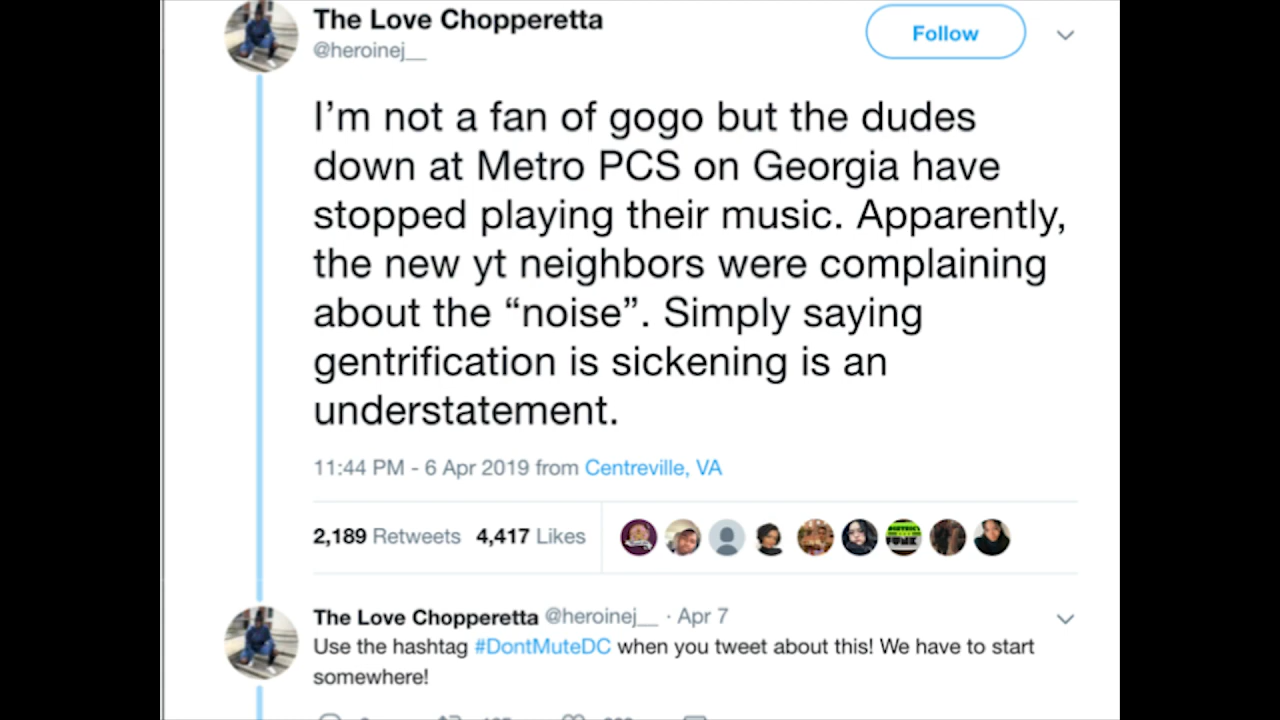 The Love Chopperetta
@heroinej__
Follow
I’m not a fan of gogo but the dudes
down at Metro PCS on Georgia have
stopped playing their music. Apparently,
the new yt neighbors were complaining
about the “noise”. Simply saying
gentrification is sickening is an
understatement.
11:44 PM - 6 Apr 2019 from Centreville, VA
2,189 Retweets 4,417 Likes
The Love Chopperetta @heroinej__ · Apr 7
Use the hashtag #DontMuteDC when you tweet about this! We have to start
somewhere!